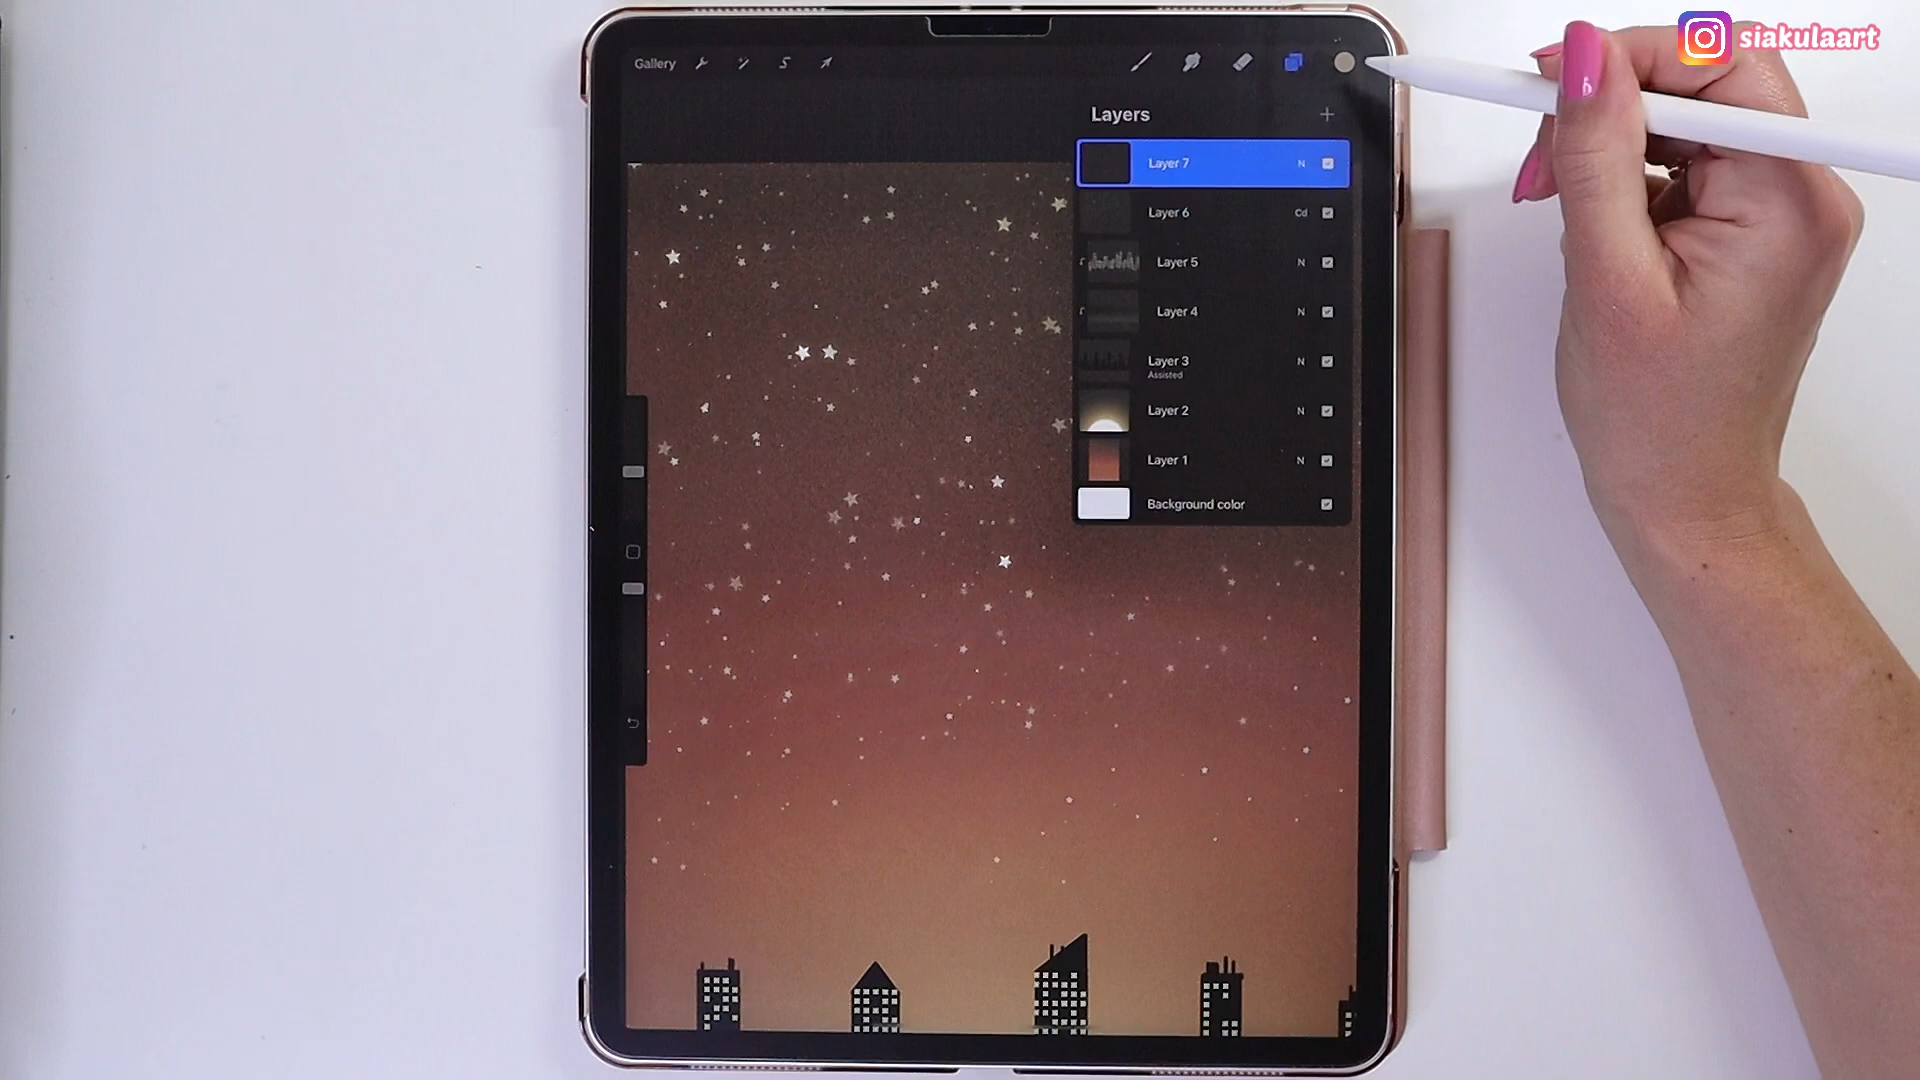 siakulaart
Gallery
Layers
Layer 7 N
Layer 6 Cd
Layer 5 N
Layer 4 N
Layer 3 N
Assisted
Layer 2 N
Layer 1 N
Background color